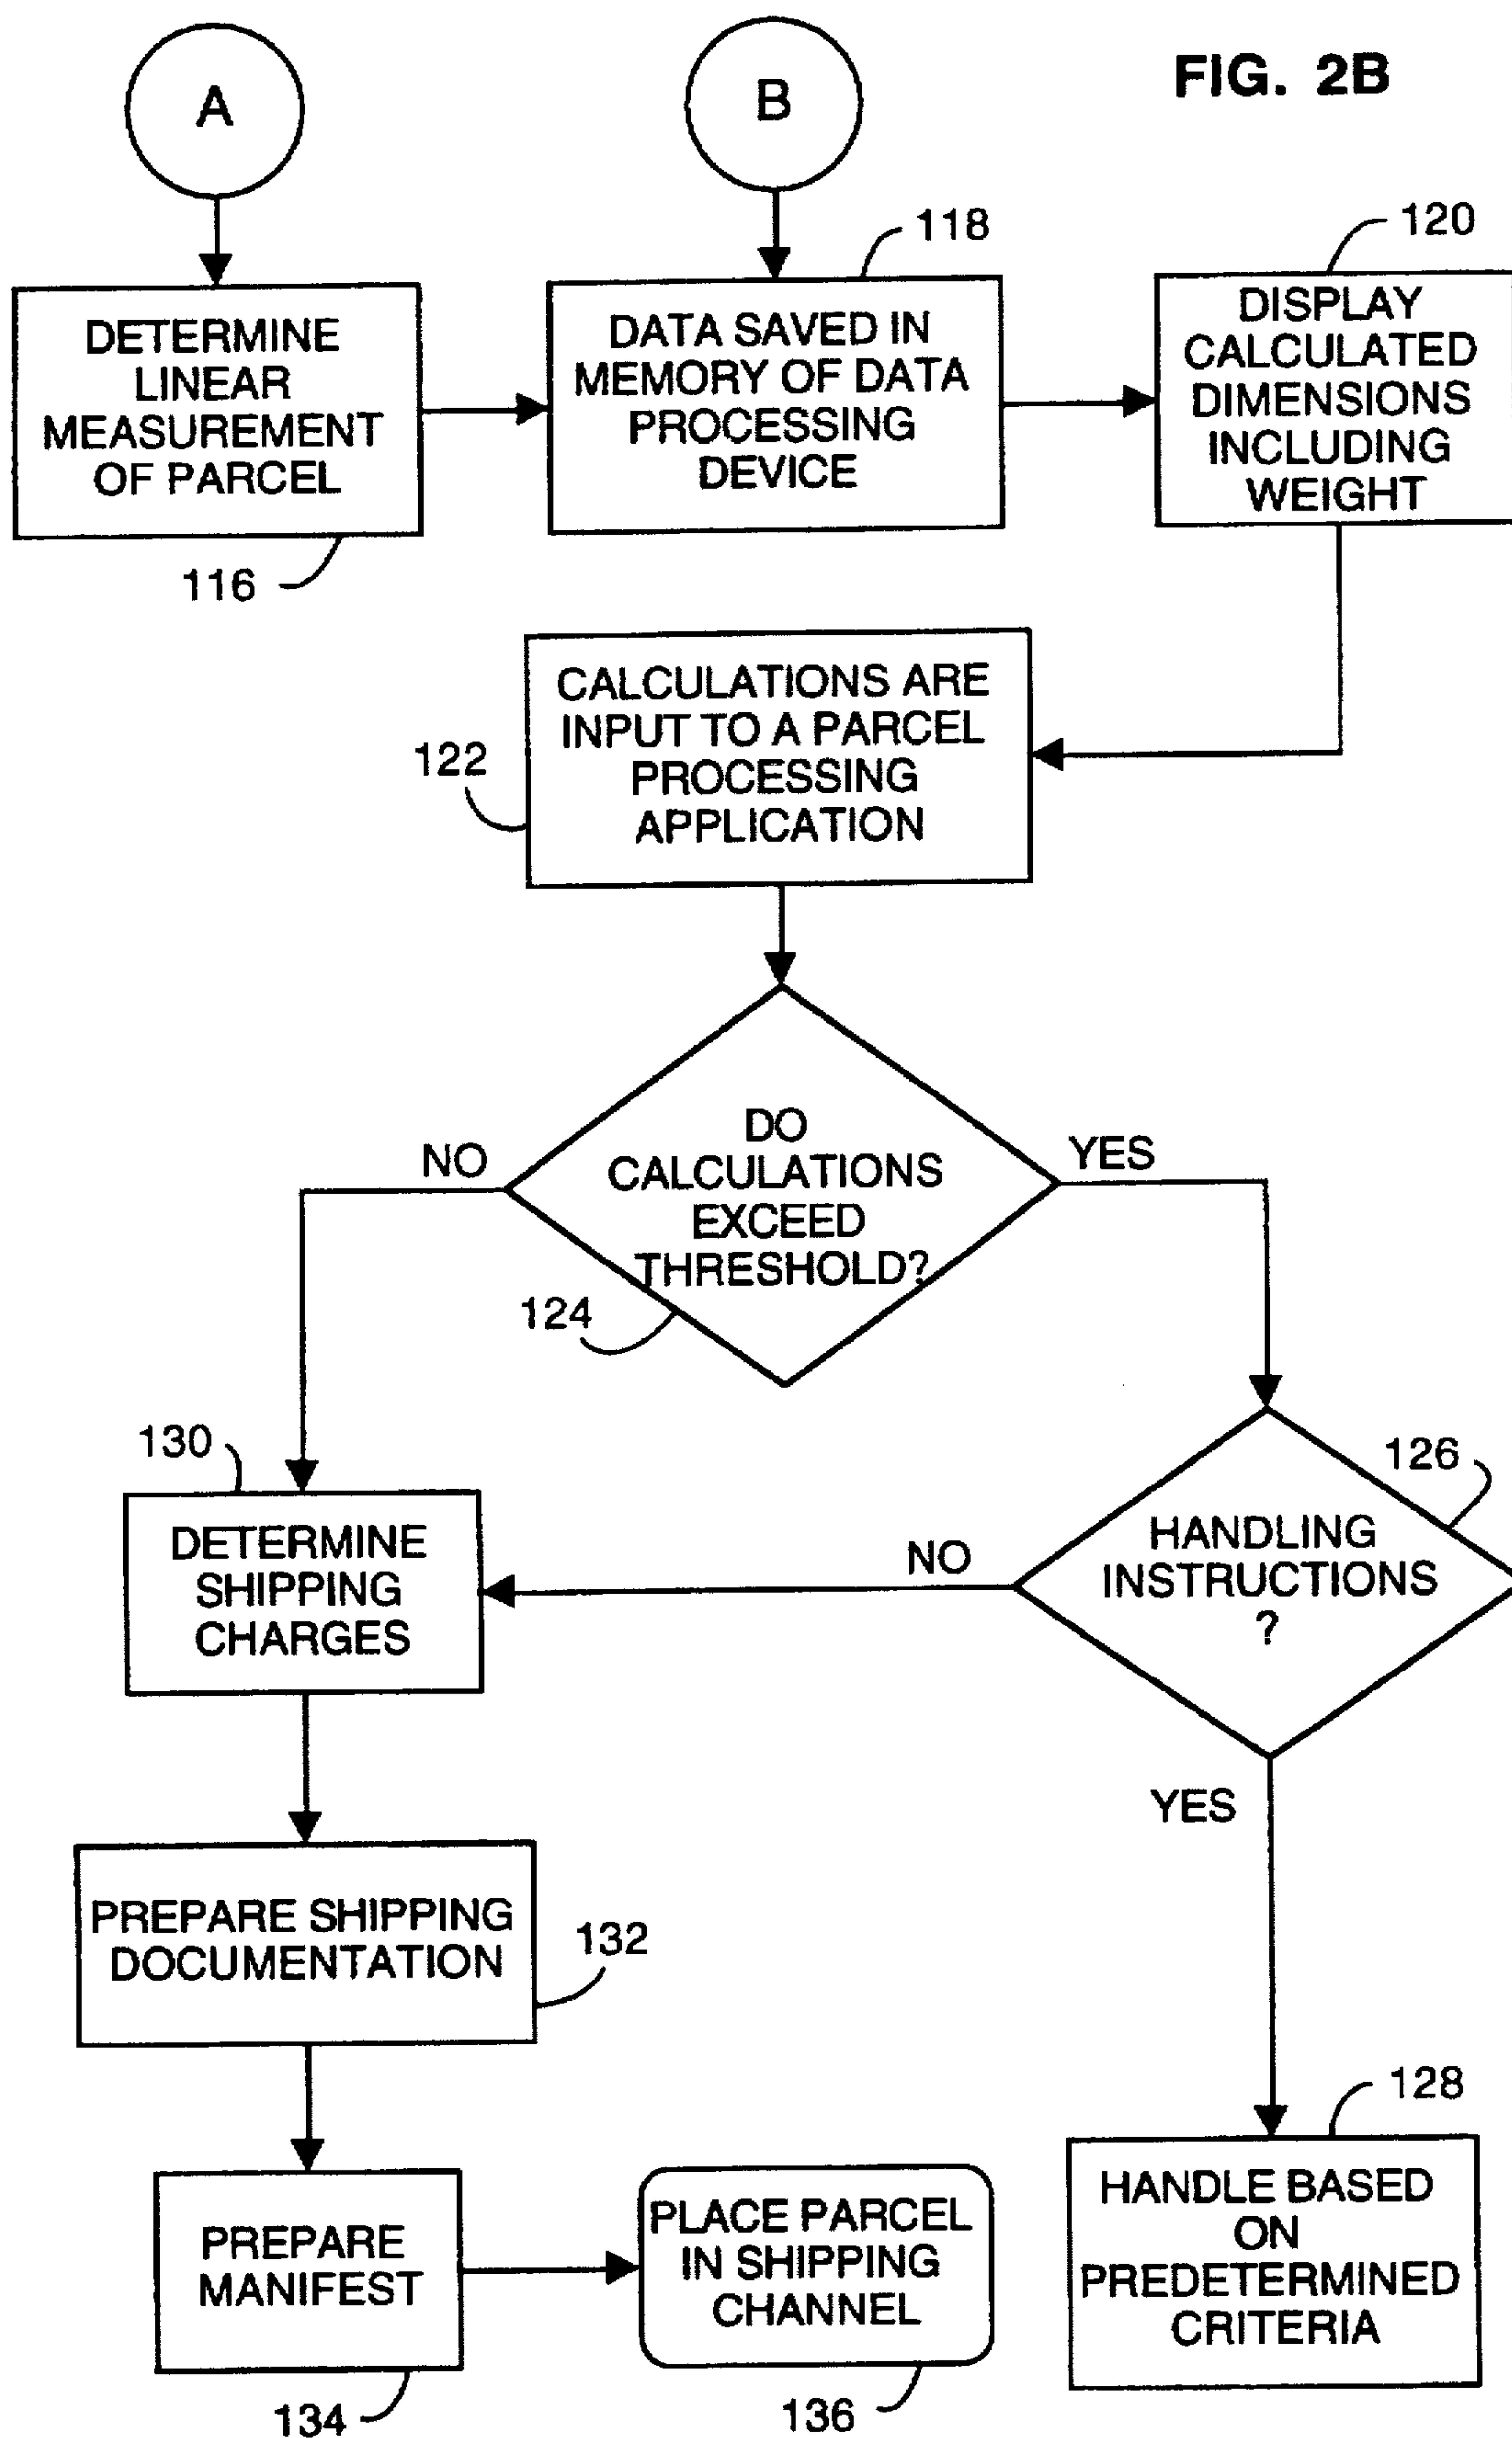 A
B
FIG. 2B
118
120
DETERMINE
LINEAR
MEASUREMENT
OF PARCEL
DATA SAVED IN
MEMORY OF DATA
PROCESSING
DEVICE
DISPLAY
CALCULATED
DIMENSIONS
INCLUDING
WEIGHT
116
CALCULATIONS ARE
INPUT TO A PARCEL
PROCESSING
APPLICATION
122
DO
CALCULATIONS
EXCEED
THRESHOLD?
NO
YES
124
130
126
DETERMINE
SHIPPING
CHARGES
NO
HANDLING
INSTRUCTIONS
?
YES
PREPARE SHIPPING
DOCUMENTATION
132
128
PREPARE
MANIFEST
PLACE PARCEL
IN SHIPPING
CHANNEL
HANDLE BASED
ON
PREDETERMINED
CRITERIA
134
136